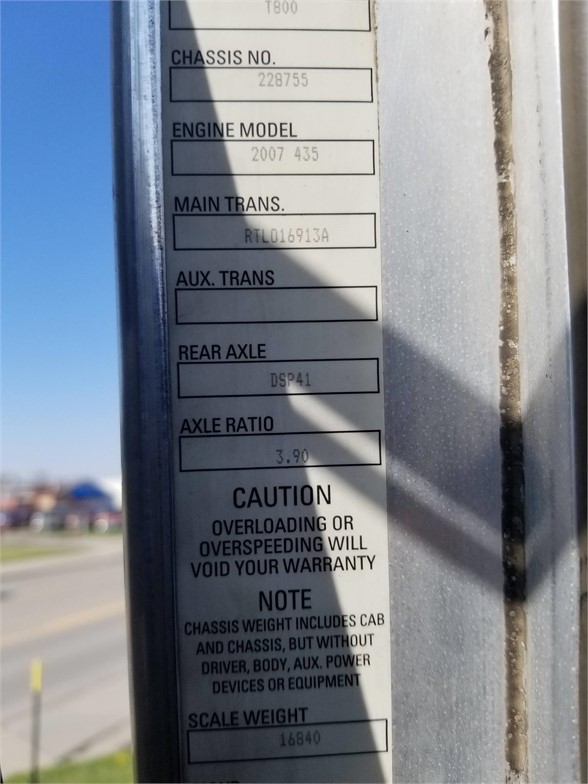 T800
CHASSIS NO.
228755
ENGINE MODEL
2007 435
MAIN TRANS.
RTLO16913A
AUX. TRANS
REAR AXLE
DSP41
AXLE RATIO
3.90
CAUTION
OVERLOADING OR
OVERSPEEDING WILL
VOID YOUR WARRANTY
NOTE
CHASSIS WEIGHT INCLUDES CAB
AND CHASSIS, BUT WITHOUT
DRIVER, BODY, AUX. POWER
DEVICES OR EQUIPMENT
SCALE WEIGHT
16840